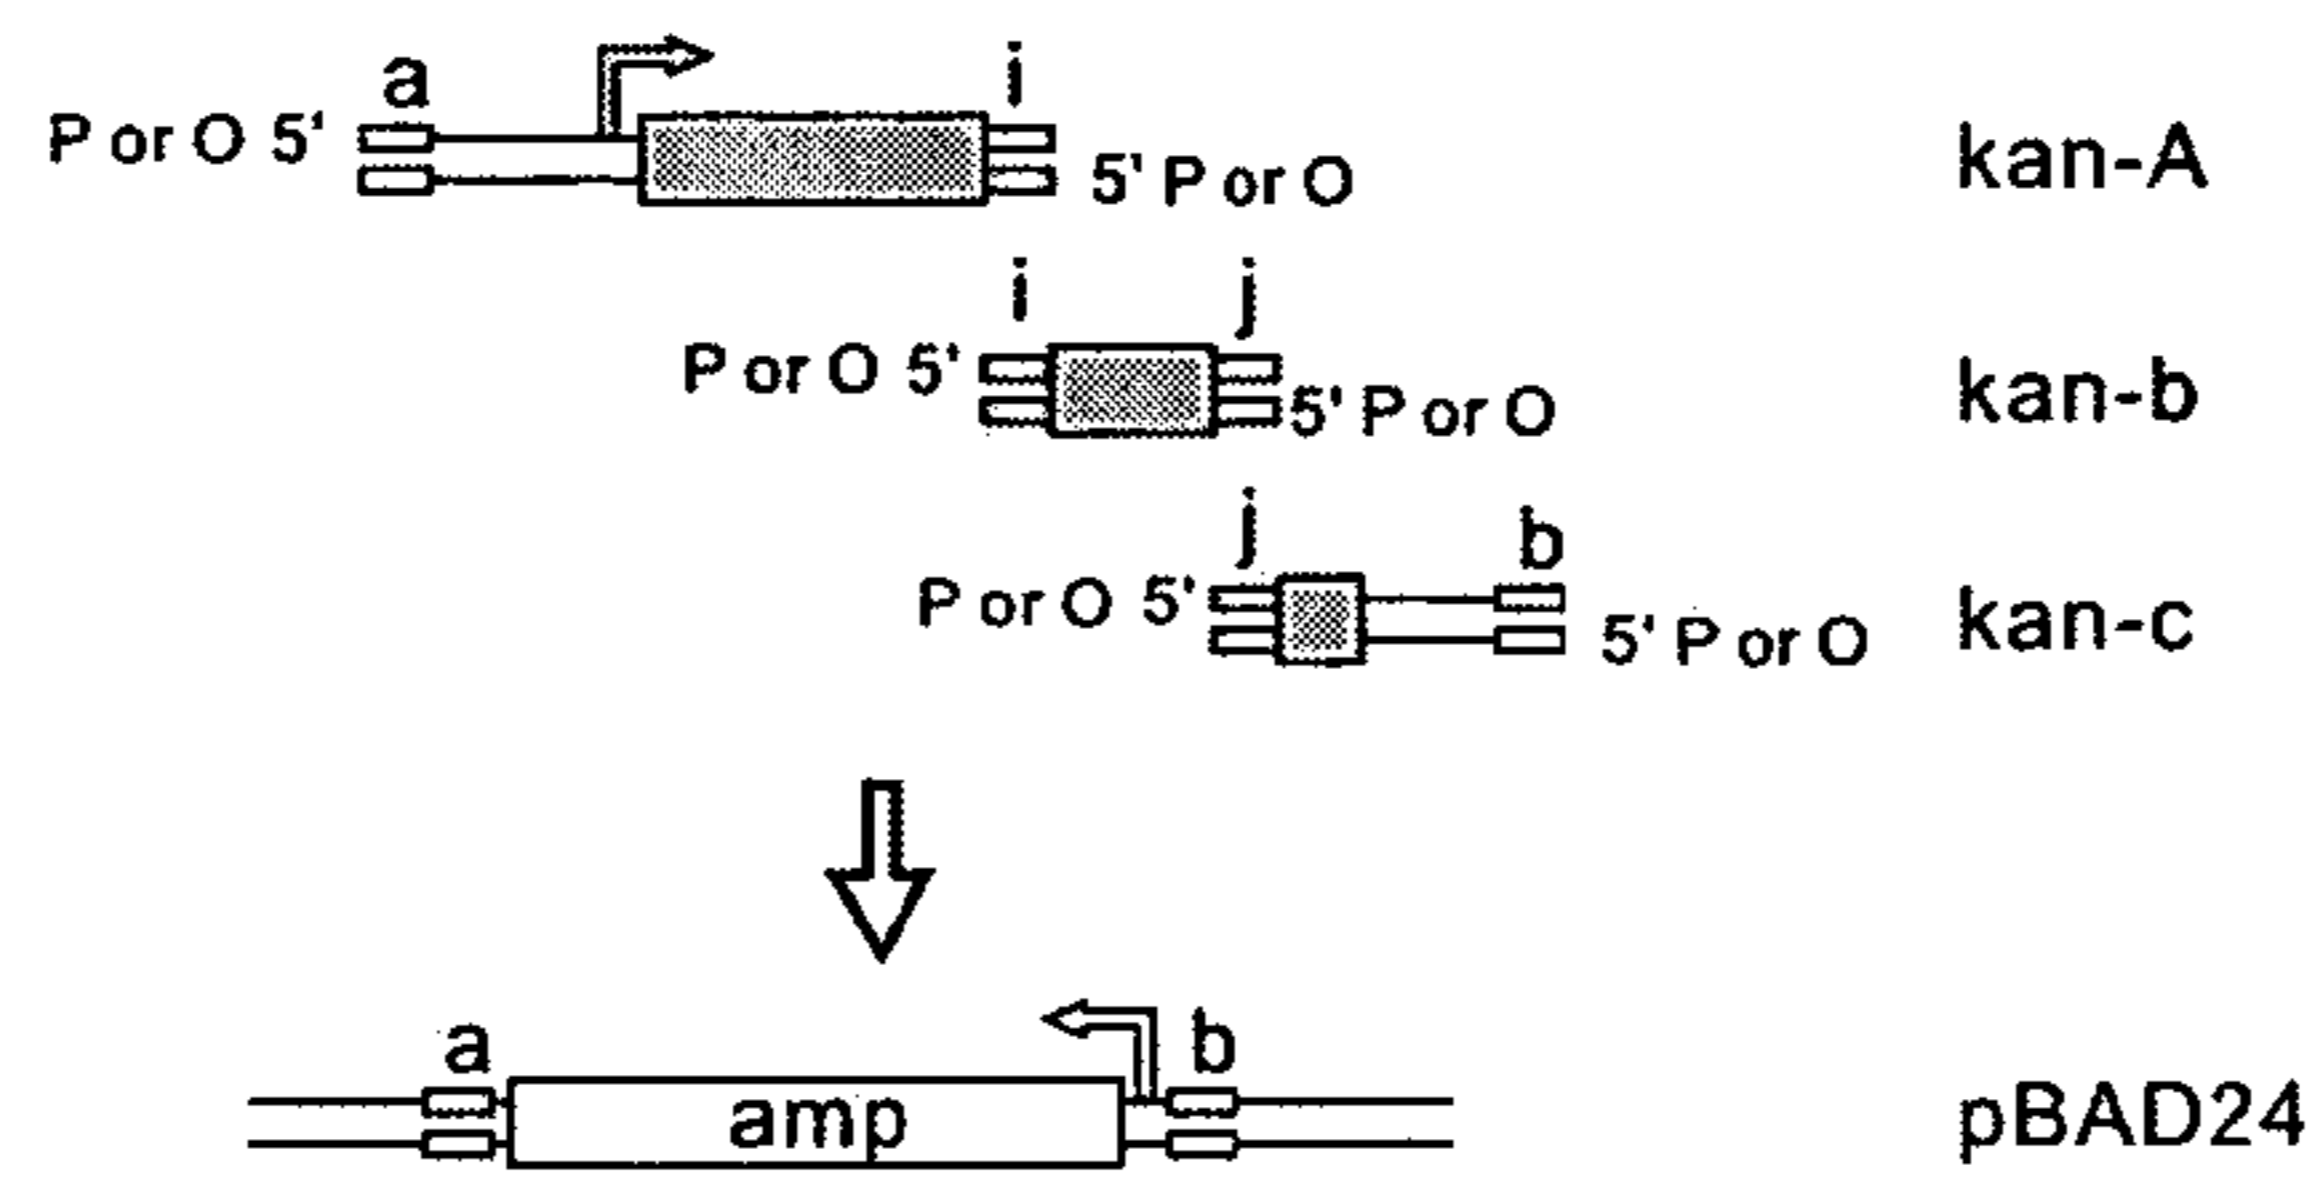 a i
P or O 5' 5' P or O kan-A
i j
P or O 5' 5' P or O kan-b
j b
P or O 5' 5' P or O kan-c
a b
amp pBAD24